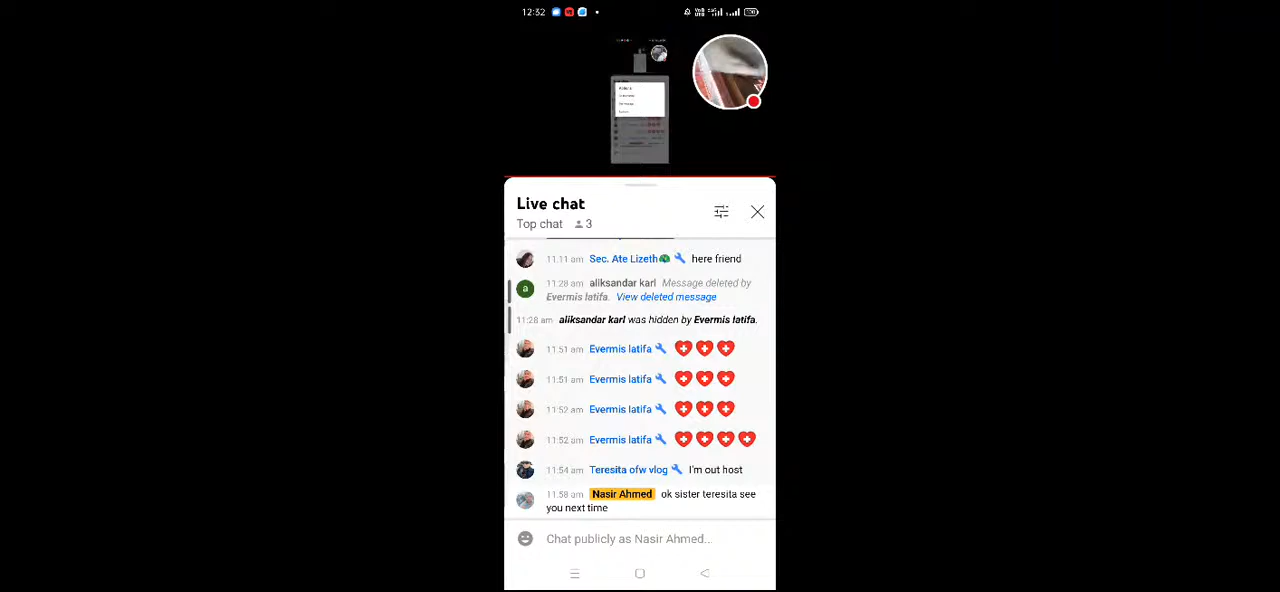 12:32
Live chat
Top chat 3
11:11 am Sec. Ate Lizeth here friend
11:28 am aliksandar karl Message deleted by
Evermis latifa. View deleted message
11:28 am aliksandar karl was hidden by Evermis latifa.
11:51 am Evermis latifa
11:51 am Evermis latifa
11:52 am Evermis latifa
11:52 am Evermis latifa
11:54 am Teresita ofw vlog I'm out host
11:58 am Nasir Ahmed ok sister teresita see
you next time
Chat publicly as Nasir Ahmed...